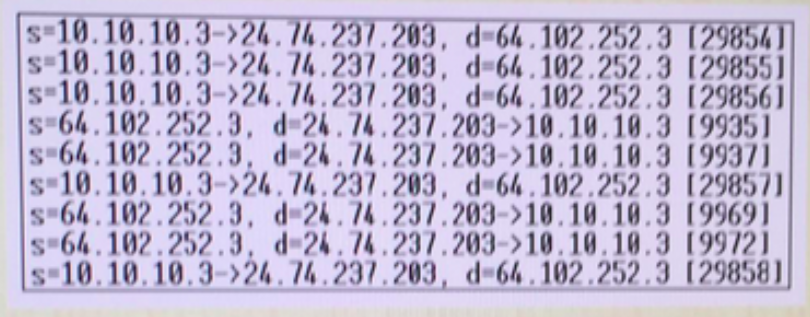 s=10.10.10.3->24.74.237.203, d=64.102.252.3 [29854]
s=10.10.10.3->24.74.237.203, d=64.102.252.3 [29855]
s=10.10.10.3->24.74.237.203, d=64.102.252.3 [29856]
s=64.102.252.3, d=24.74.237.203->10.10.10.3 [9935]
s=64.102.252.3, d=24.74.237.203->10.10.10.3 [9937]
s=10.10.10.3->24.74.237.203, d=64.102.252.3 [29857]
s=64.102.252.3, d=24.74.237.203->10.10.10.3 [9969]
s=64.102.252.3, d=24.74.237.203->10.10.10.3 [9972]
s=10.10.10.3->24.74.237.203, d=64.102.252.3 [29858]